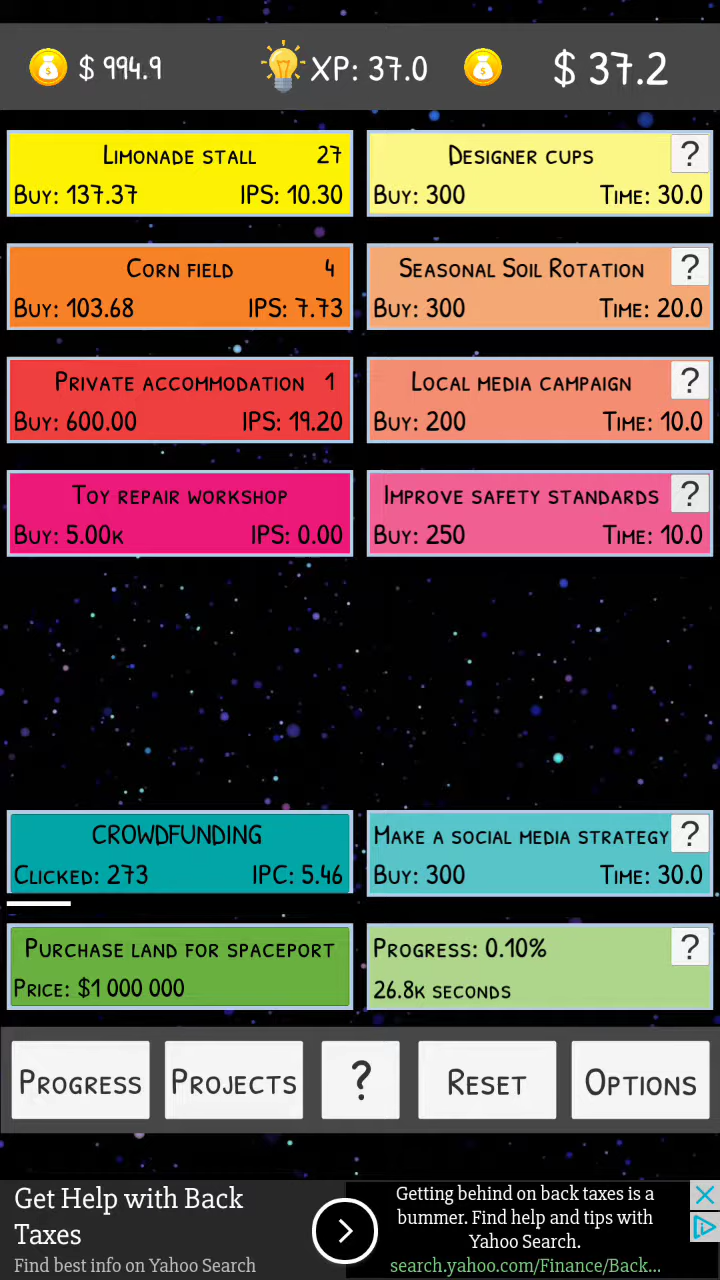 $ 994.9 XP: 37.0 $ 37.2
Limonade stall 27
Buy: 137.37 IPS: 10.30
Designer cups ?
Buy: 300 Time: 30.0
Corn field 4
Buy: 103.68 IPS: 7.73
Seasonal Soil Rotation ?
Buy: 300 Time: 20.0
Private accommodation 1
Buy: 600.00 IPS: 19.20
Local media campaign ?
Buy: 200 Time: 10.0
Toy repair workshop
Buy: 5.00k IPS: 0.00
Improve safety standards ?
Buy: 250 Time: 10.0
CROWDFUNDING
Clicked: 273 IPC: 5.46
Make a social media strategy ?
Buy: 300 Time: 30.0
Purchase land for spaceport
Price: $1 000 000
Progress: 0.10% ?
26.8k seconds
Progress Projects ? Reset Options
Get Help with Back
Taxes
Find best info on Yahoo Search
Getting behind on back taxes is a
bummer. Find help and tips with
Yahoo Search.
search.yahoo.com/Finance/Back...